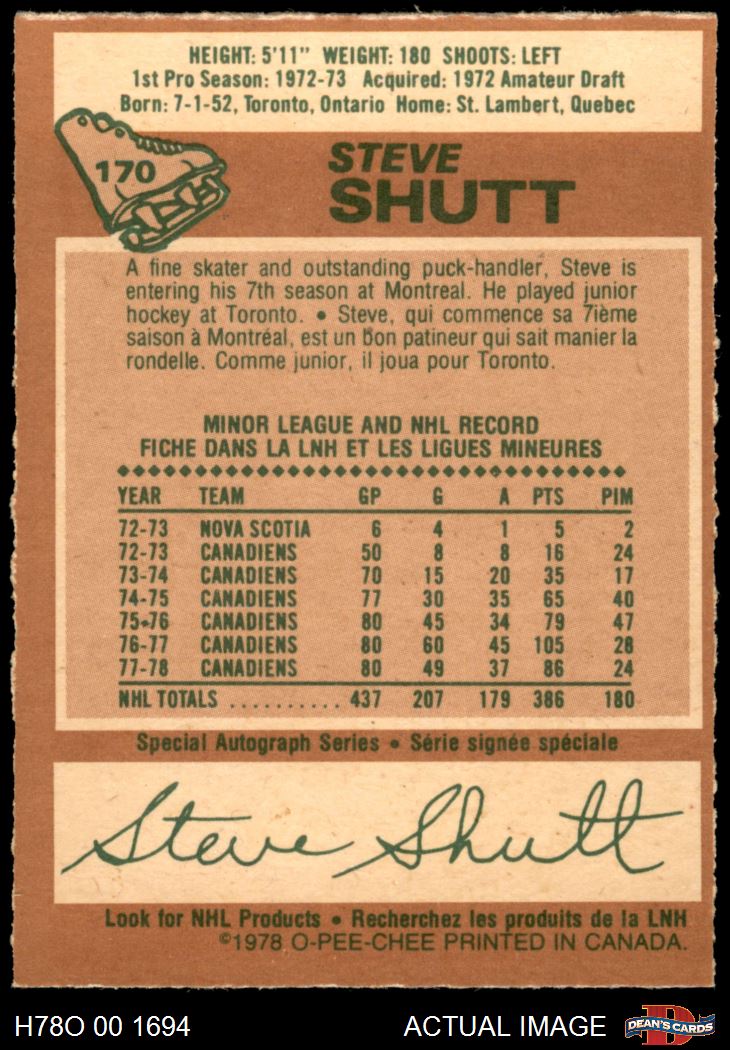 HEIGHT: 5'11" WEIGHT: 180 SHOOTS: LEFT
1st Pro Season: 1972-73 Acquired: 1972 Amateur Draft
Born: 7-1-52, Toronto, Ontario Home: St. Lambert, Quebec
170
STEVE
SHUTT
A fine skater and outstanding puck-handler, Steve is
entering his 7th season at Montreal. He played junior
hockey at Toronto. • Steve, qui commence sa 7ième
saison à Montréal, est un bon patineur qui sait manier la
rondelle. Comme junior, il joua pour Toronto.
MINOR LEAGUE AND NHL RECORD
FICHE DANS LA LNH ET LES LIGUES MINEURES
YEAR TEAM GP G A PTS PIM
72-73 NOVA SCOTIA 6 4 1 5 2
72-73 CANADIENS 50 8 8 16 24
73-74 CANADIENS 70 15 20 35 17
74-75 CANADIENS 77 30 35 65 40
75-76 CANADIENS 80 45 34 79 47
76-77 CANADIENS 80 60 45 105 28
77-78 CANADIENS 80 49 37 86 24
NHL TOTALS .......... 437 207 179 386 180
Special Autograph Series • Série signée spéciale
Steve Shutt
Look for NHL Products • Recherchez les produits de la LNH
©1978 O-PEE-CHEE PRINTED IN CANADA.
H78O 00 1694 ACTUAL IMAGE D DEAN'S CARDS